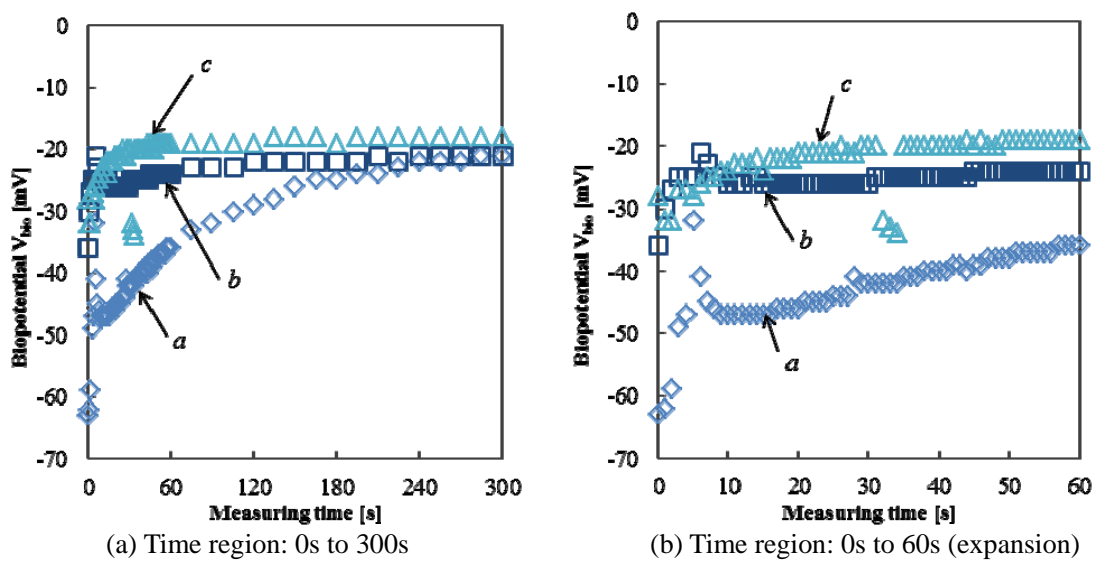 0
-10
-20
-30
-40
-50
-60
-70
Biopotential Vbio [mV]
c
b
a
0 60 120 180 240 300
Measuring time [s]
(a) Time region: 0s to 300s
0
-10
-20
-30
-40
-50
-60
-70
Biopotential Vbio [mV]
c
b
a
0 10 20 30 40 50 60
Measuring time [s]
(b) Time region: 0s to 60s (expansion)